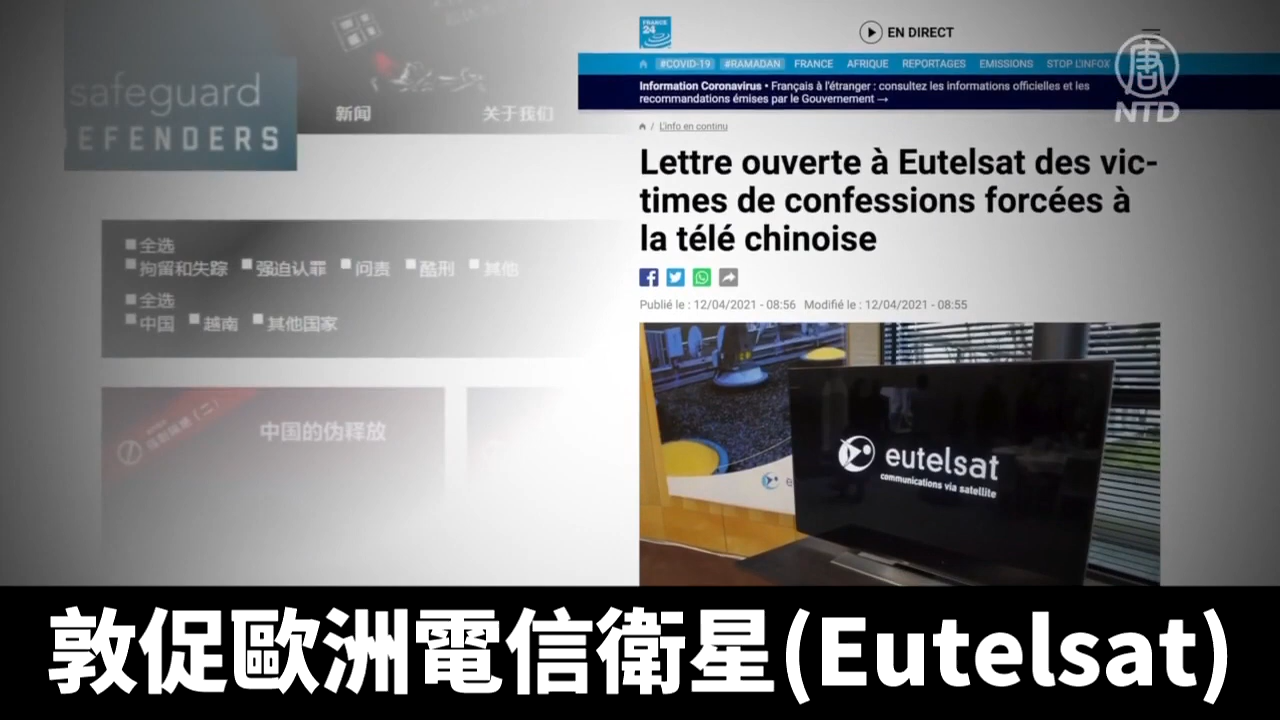 safeguard
DEFENDERS
新闻
关于我们
全选
拘留和失踪 强迫认罪 问责 酷刑 其他
全选
中国 越南 其他国家
中国的伪释放
FRANCE
24
EN DIRECT
#COVID-19 #RAMADAN FRANCE AFRIQUE REPORTAGES EMISSIONS STOP L'INFOX
Information Coronavirus • Français à l'étranger : consultez les informations officielles et les
recommandations émises par le Gouvernement →
/ L'info en continu
Lettre ouverte à Eutelsat des vic-
times de confessions forcées à
la télé chinoise
Publié le : 12/04/2021 - 08:56 Modifié le : 12/04/2021 - 08:55
eutelsat
communications via satellite
唐
NTD
敦促歐洲電信衛星(Eutelsat)